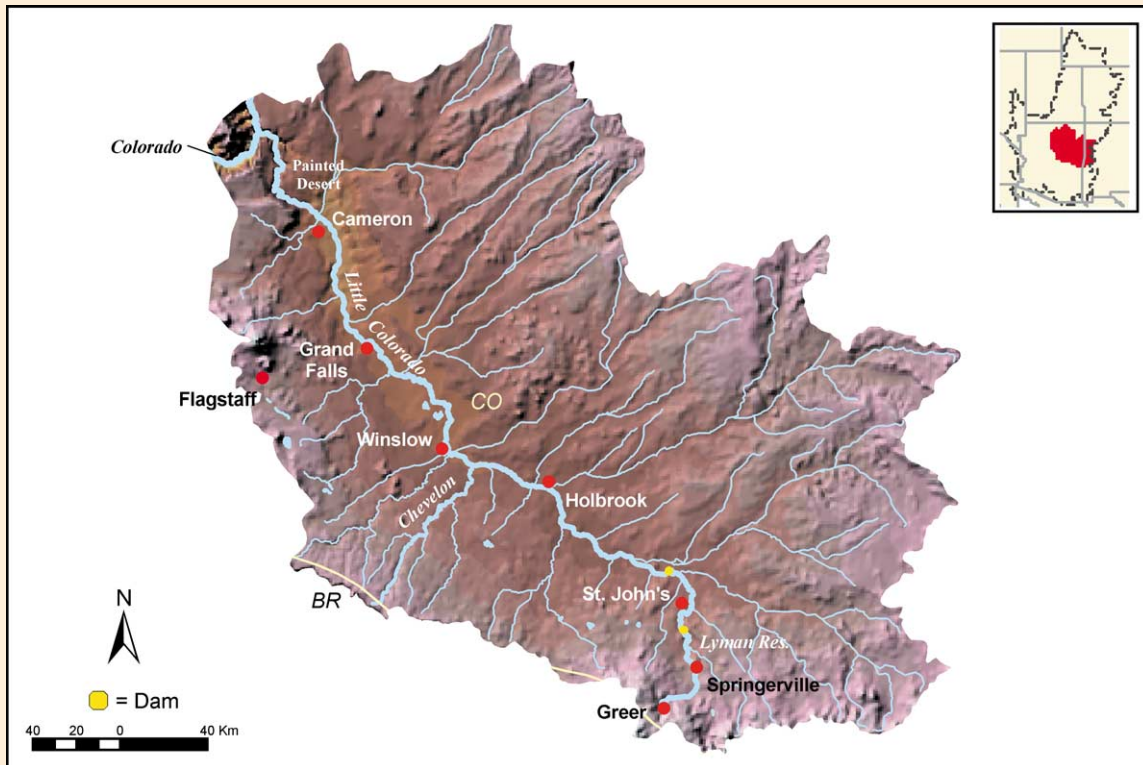 Colorado
Painted
Desert
Cameron
Little
Colorado
Grand
Falls
Flagstaff
CO
Winslow
Chevelon
Holbrook
BR
St. John's
Lyman Res.
Springerville
Greer
N
= Dam
40 20 0 40 Km